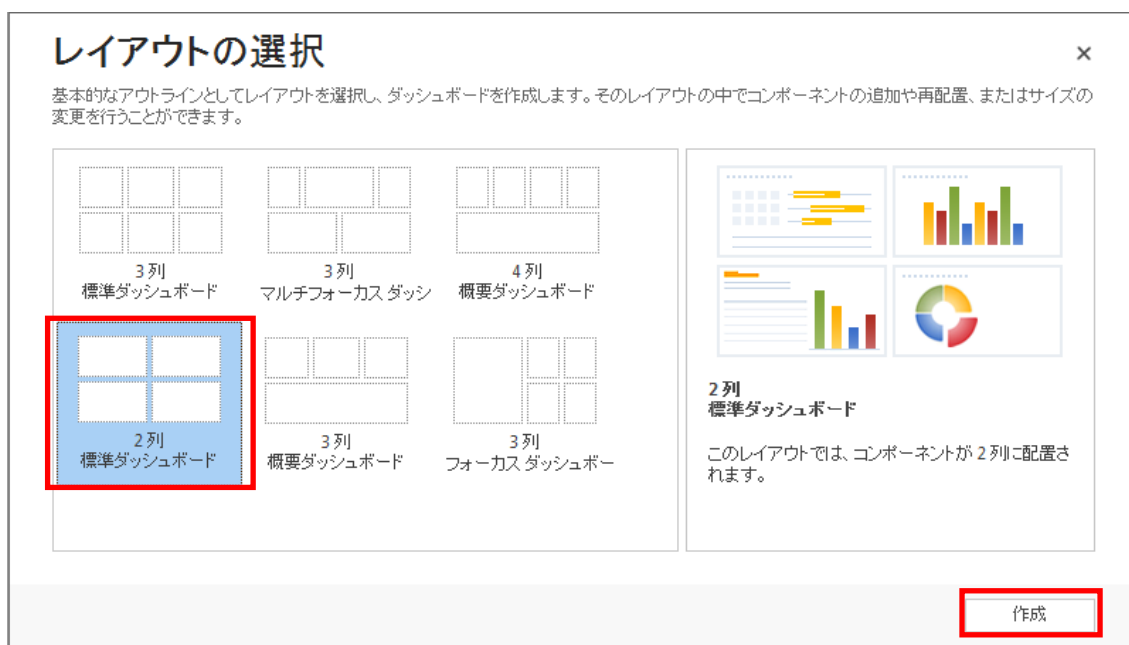 レイアウトの選択
×
基本的なアウトラインとしてレイアウトを選択し、ダッシュボードを作成します。そのレイアウトの中でコンポーネントの追加や再配置、またはサイズの
変更を行うことができます。
3 列
標準ダッシュボード
3 列
マルチフォーカス ダッシ
4 列
概要ダッシュボード
2 列
標準ダッシュボード
3 列
概要ダッシュボード
3 列
フォーカス ダッシュボー
2 列
標準ダッシュボード
このレイアウトでは、コンポーネントが 2 列に配置さ
れます。
作成